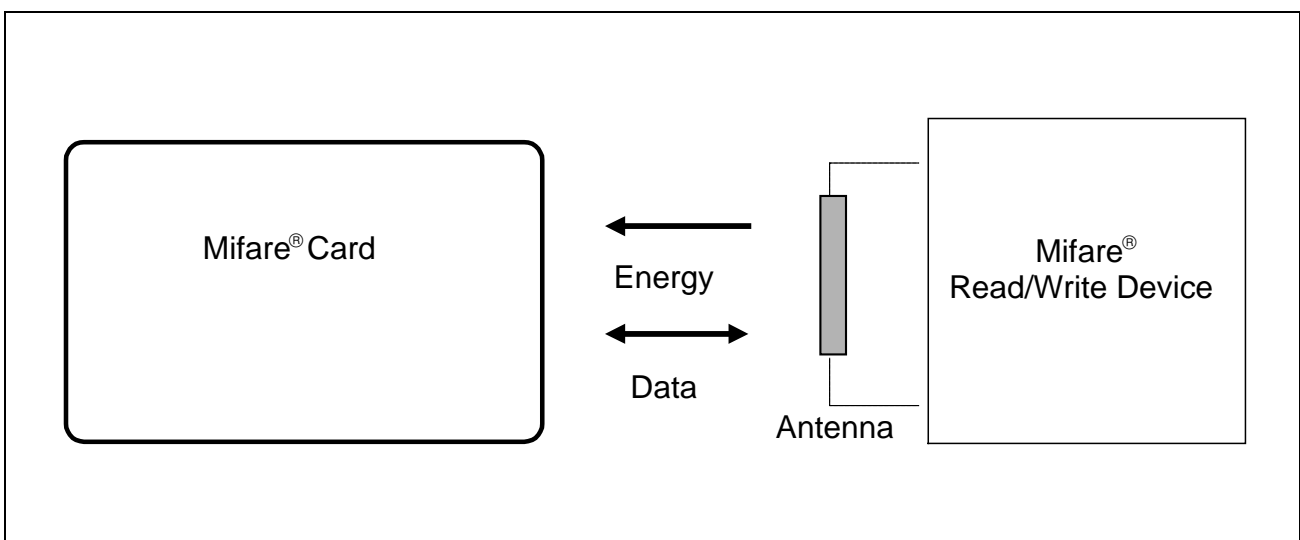 Mifare® Card
Energy
Data
Antenna
Mifare®
Read/Write Device